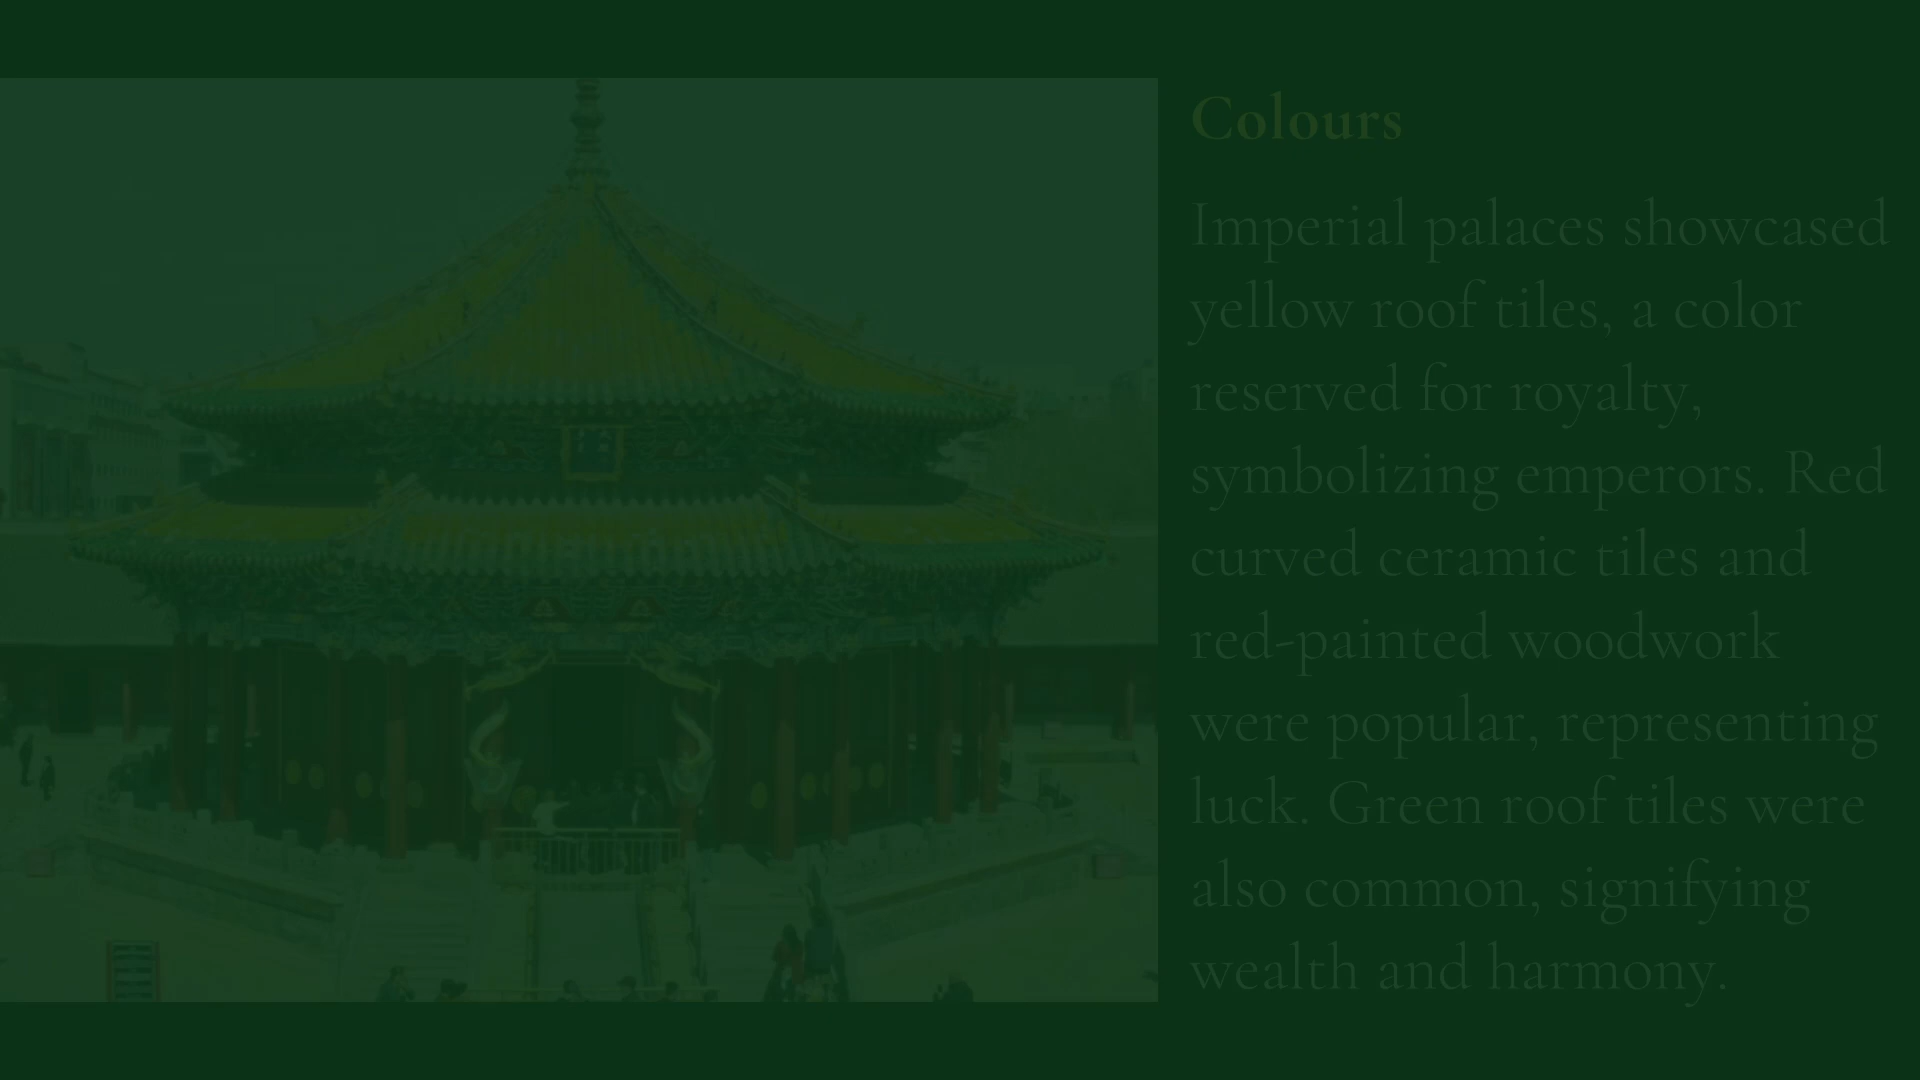 Colours
Imperial palaces showcased
yellow roof tiles, a color
reserved for royalty,
symbolizing emperors. Red
curved ceramic tiles and
red-painted woodwork
were popular, representing
luck. Green roof tiles were
also common, signifying
wealth and harmony.